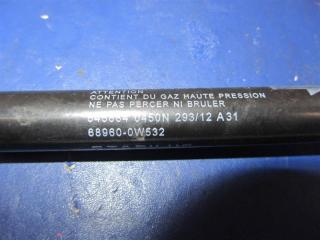 ATTENTION
CONTIENT DU GAZ HAUTE PRESSION
NE PAS PERCER NI BRULER
0450N 293/12 A31
68960-0W532